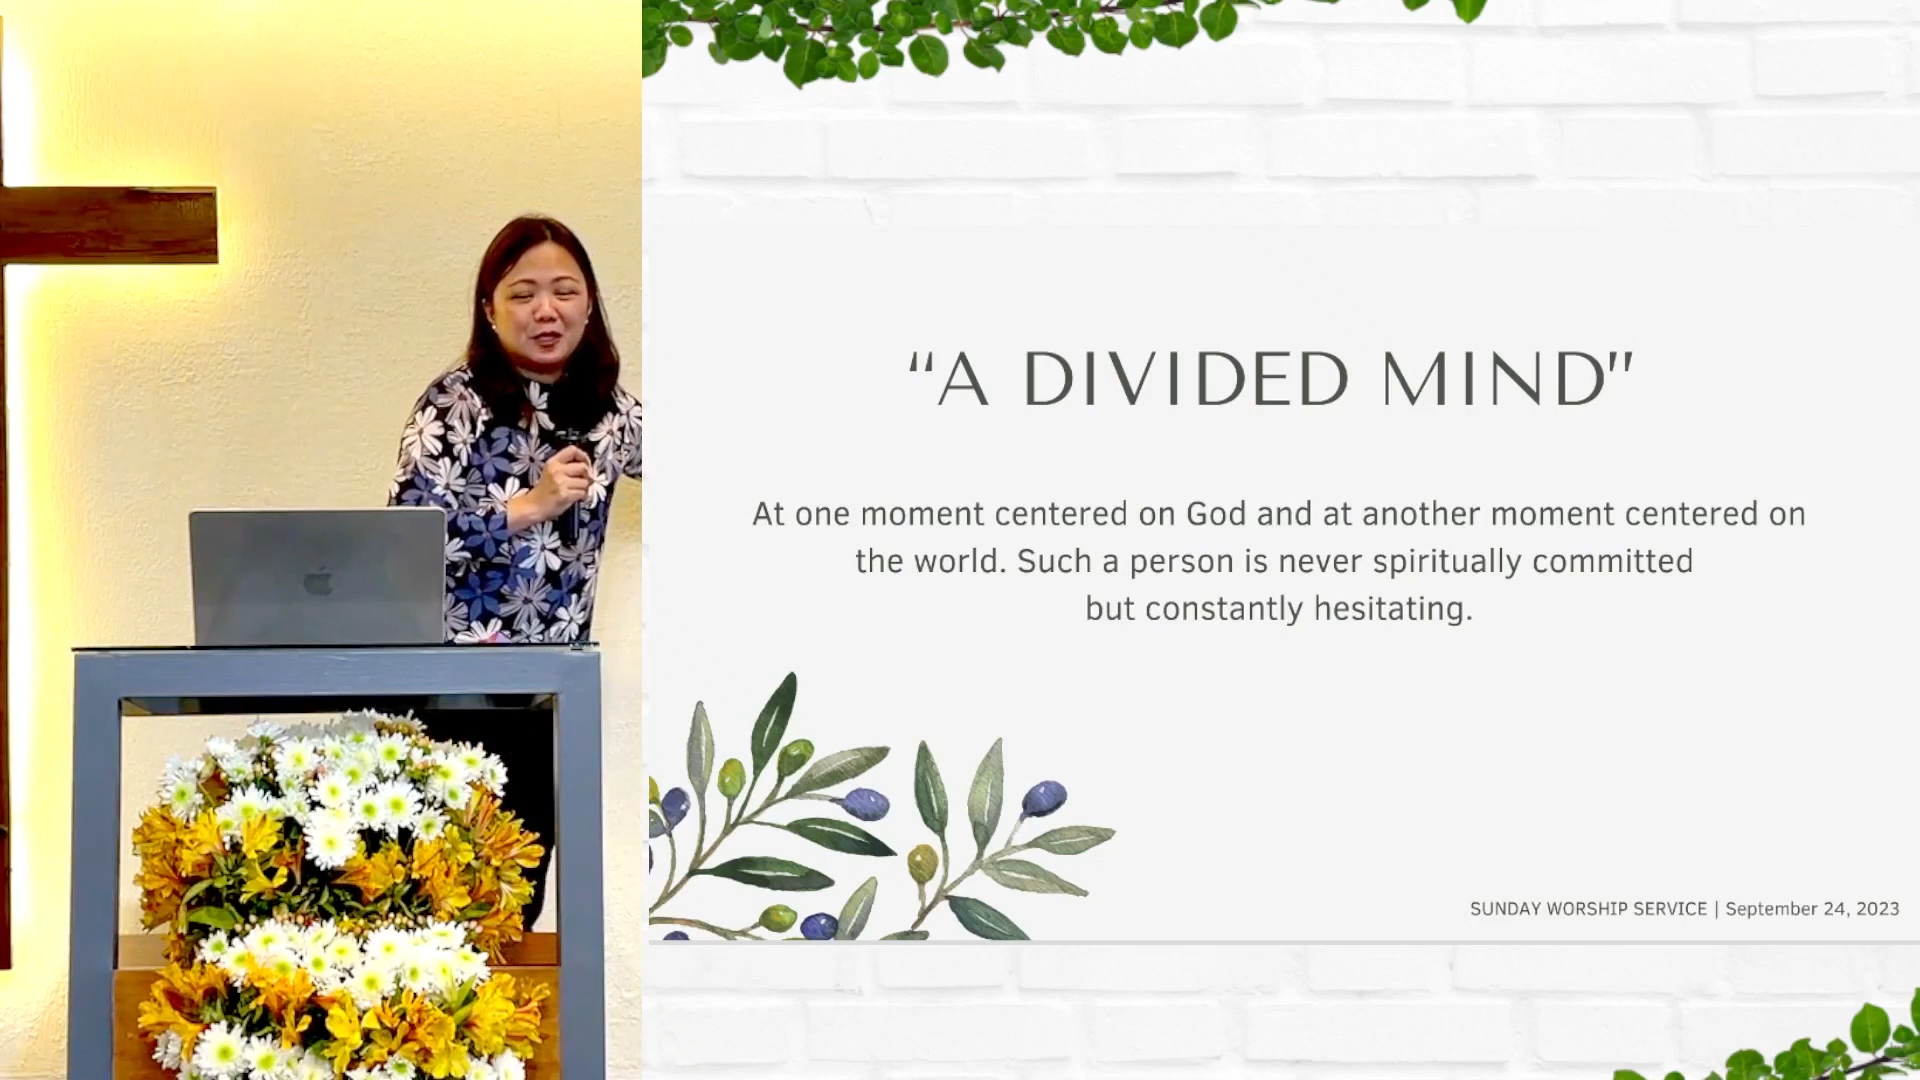 “A DIVIDED MIND”
At one moment centered on God and at another moment centered on
the world. Such a person is never spiritually committed
but constantly hesitating.
SUNDAY WORSHIP SERVICE | September 24, 2023